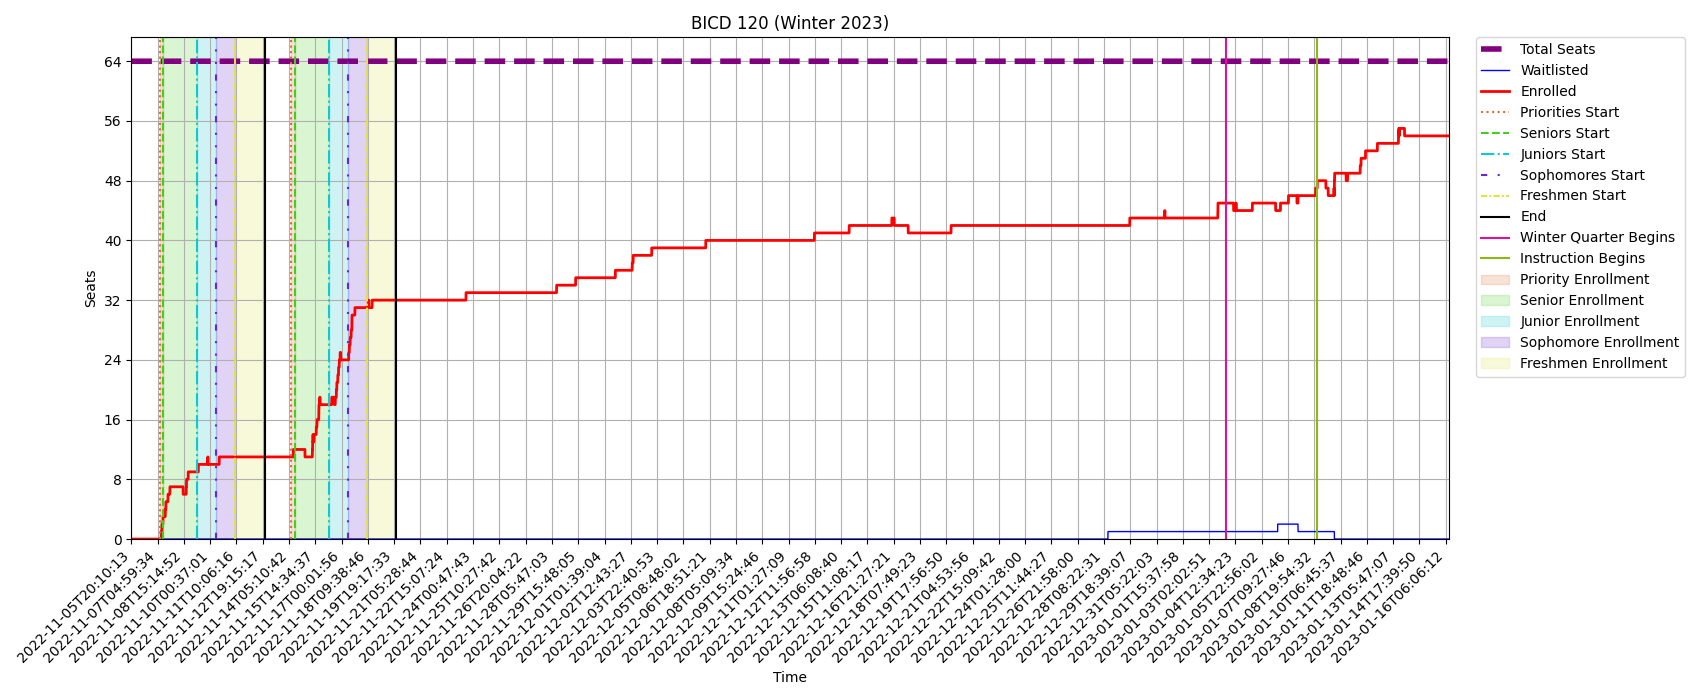 BICD 120 (Winter 2023)
Seats
64
56
48
40
32
24
16
8
0
2022-11-05T20:10:13
2022-11-07T04:59:34
2022-11-08T15:14:52
2022-11-10T00:37:01
2022-11-11T10:06:16
2022-11-12T19:15:17
2022-11-14T05:10:42
2022-11-15T14:34:37
2022-11-17T00:01:56
2022-11-18T09:38:46
2022-11-19T19:17:33
2022-11-21T05:28:44
2022-11-22T15:07:24
2022-11-24T00:47:43
2022-11-25T10:27:42
2022-11-26T20:04:22
2022-11-28T05:47:03
2022-11-29T15:48:05
2022-12-01T01:39:04
2022-12-02T12:43:27
2022-12-03T22:40:53
2022-12-05T08:48:02
2022-12-06T18:51:21
2022-12-08T05:09:34
2022-12-09T15:24:46
2022-12-11T01:27:09
2022-12-12T11:56:58
2022-12-13T06:08:40
2022-12-15T11:08:17
2022-12-17T16:27:21
2022-12-18T07:49:23
2022-12-19T17:56:50
2022-12-21T04:53:56
2022-12-22T15:09:42
2022-12-24T01:28:00
2022-12-25T11:44:27
2022-12-26T21:58:00
2022-12-28T08:22:31
2022-12-29T18:39:07
2022-12-31T05:22:03
2023-01-01T15:37:58
2023-01-03T02:02:51
2023-01-04T12:34:23
2023-01-05T22:56:02
2023-01-07T09:27:46
2023-01-08T19:54:32
2023-01-10T06:45:37
2023-01-11T18:48:46
2023-01-13T05:47:07
2023-01-14T17:39:50
2023-01-16T06:06:12
Time
Total Seats
Waitlisted
Enrolled
Priorities Start
Seniors Start
Juniors Start
Sophomores Start
Freshmen Start
End
Winter Quarter Begins
Instruction Begins
Priority Enrollment
Senior Enrollment
Junior Enrollment
Sophomore Enrollment
Freshmen Enrollment